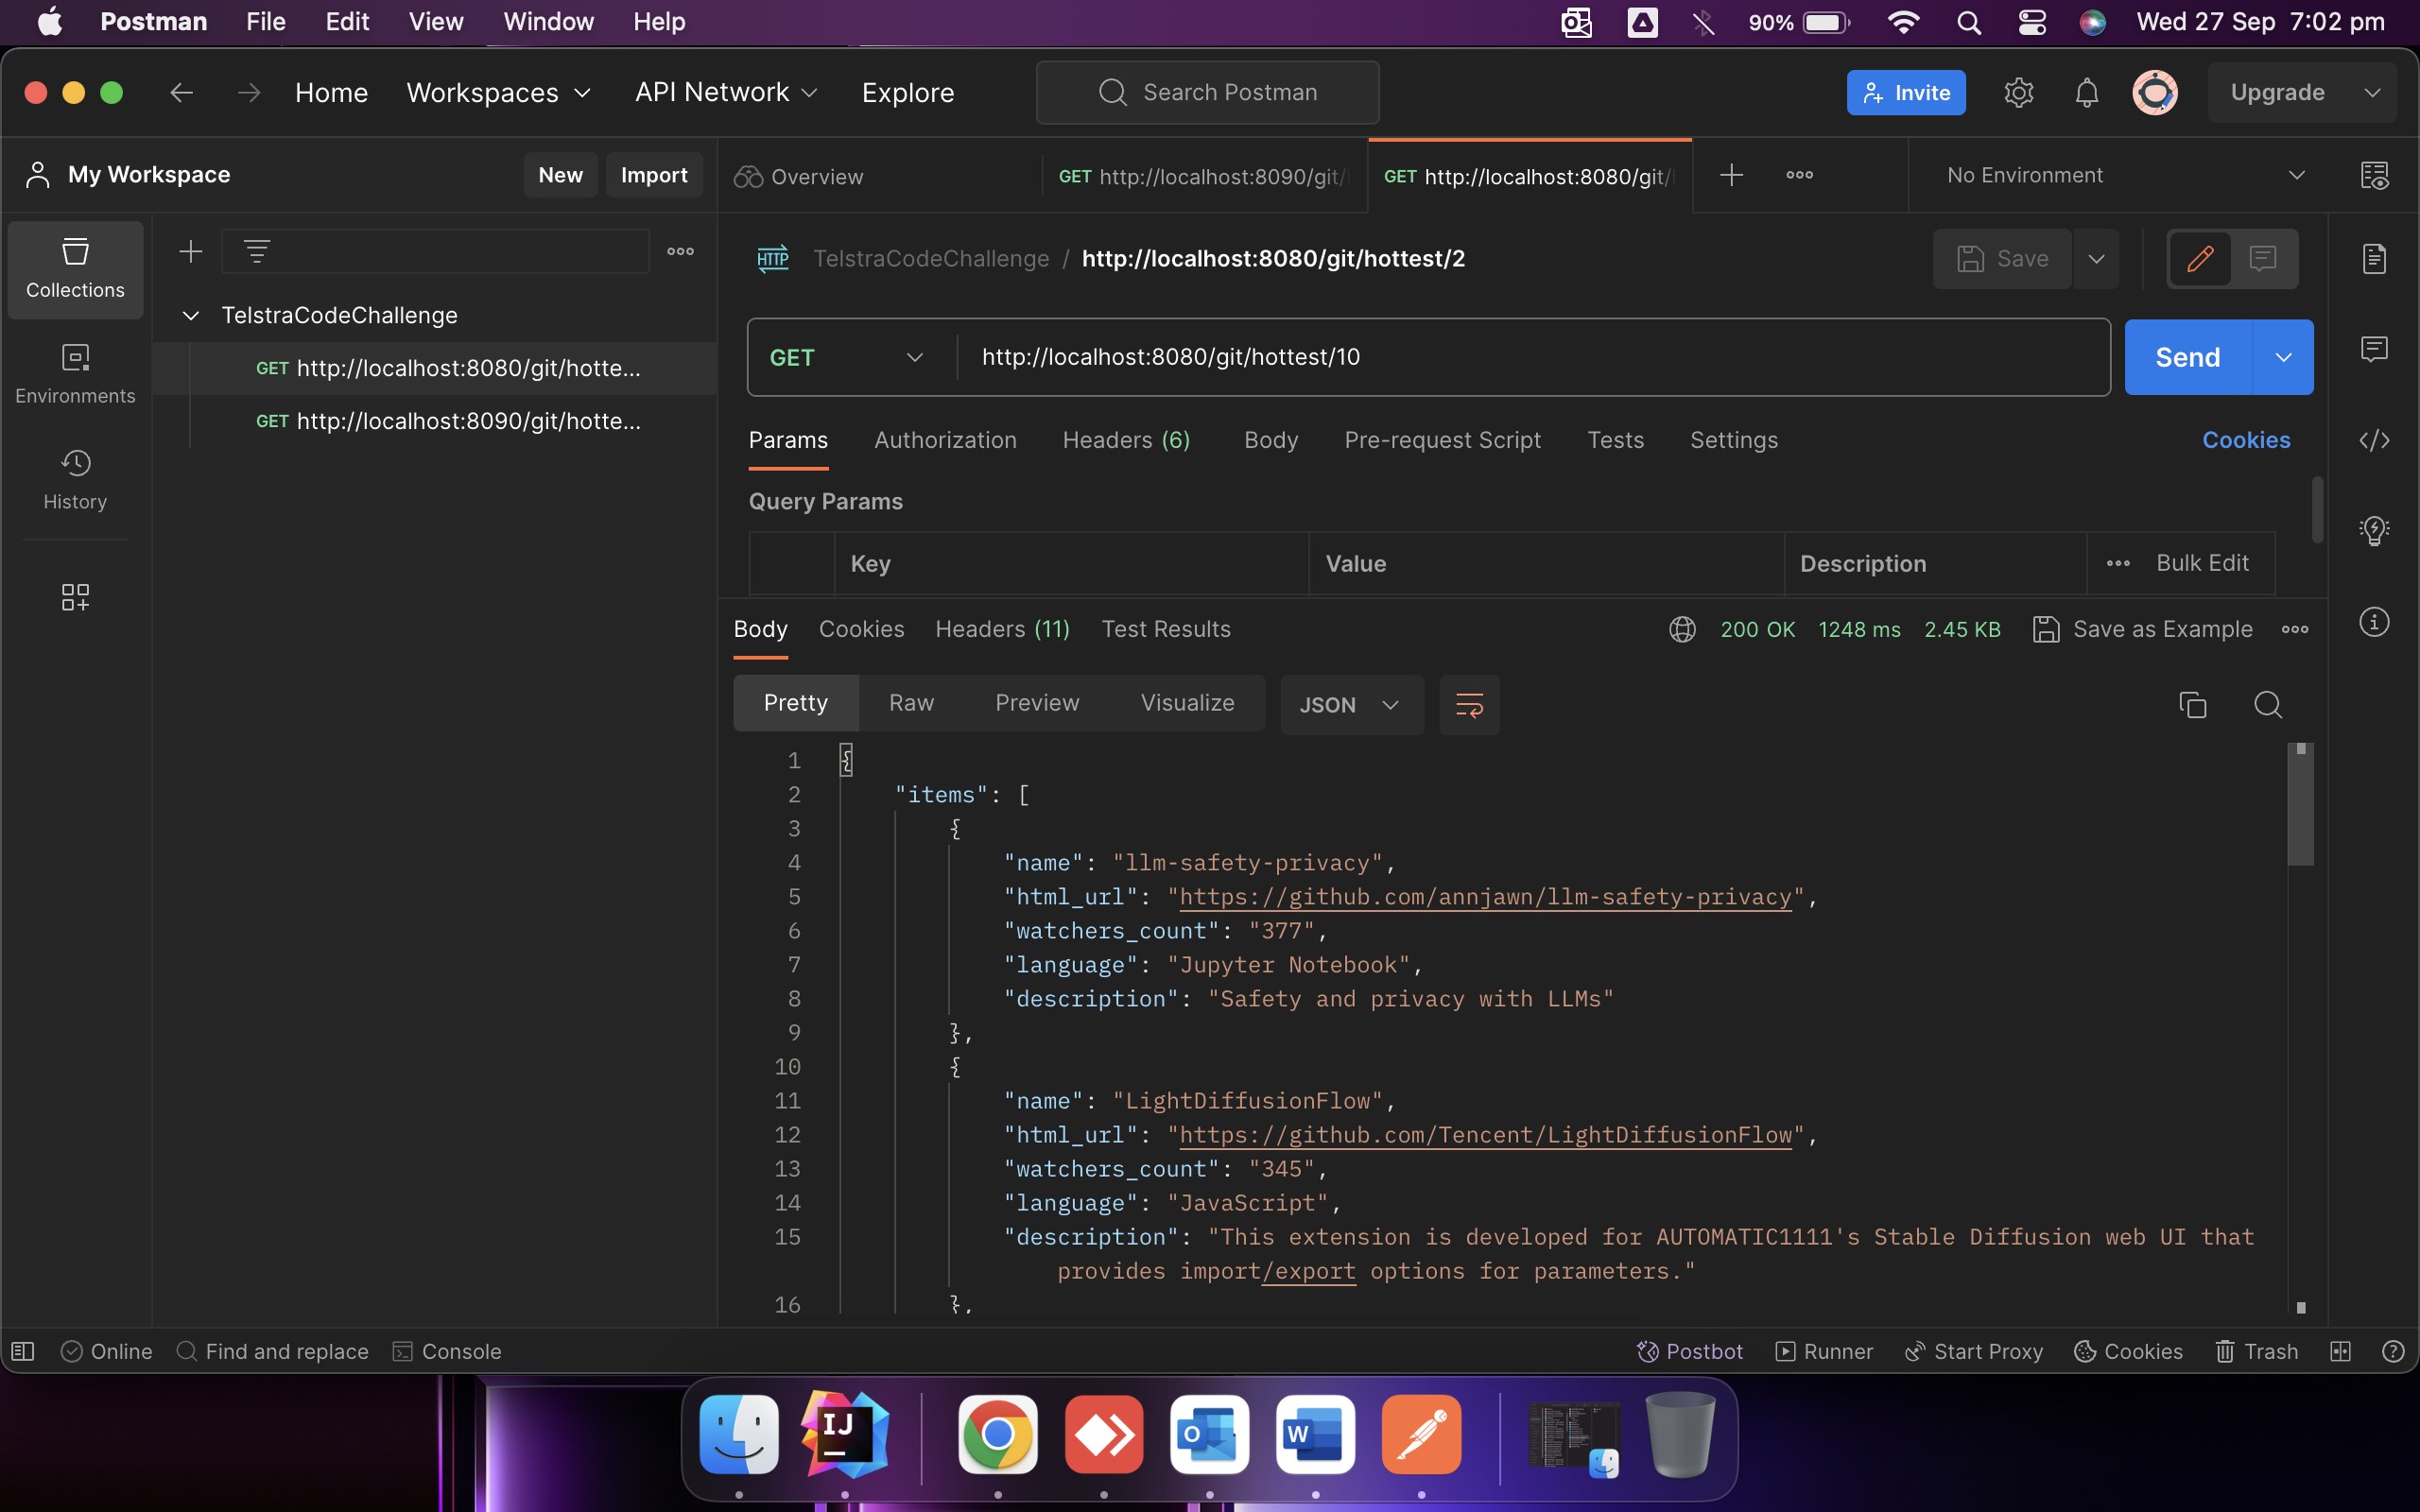 Postman File Edit View Window Help 90% Wed 27 Sep 7:02 pm
Home Workspaces API Network Explore Search Postman Invite Upgrade
My Workspace New Import Overview GET http://localhost:8090/git/ GET http://localhost:8080/git/ No Environment
Collections
Environments
History
TelstraCodeChallenge
GET http://localhost:8080/git/hotte...
GET http://localhost:8090/git/hotte...
HTTP TelstraCodeChallenge / http://localhost:8080/git/hottest/2 Save
GET http://localhost:8080/git/hottest/10 Send
Params Authorization Headers (6) Body Pre-request Script Tests Settings Cookies
Query Params
Key Value Description Bulk Edit
Body Cookies Headers (11) Test Results 200 OK 1248 ms 2.45 KB Save as Example
Pretty Raw Preview Visualize JSON
1 {
2 "items": [
3 {
4 "name": "llm-safety-privacy",
5 "html_url": "https://github.com/annjawn/llm-safety-privacy",
6 "watchers_count": "377",
7 "language": "Jupyter Notebook",
8 "description": "Safety and privacy with LLMs"
9 },
10 {
11 "name": "LightDiffusionFlow",
12 "html_url": "https://github.com/Tencent/LightDiffusionFlow",
13 "watchers_count": "345",
14 "language": "JavaScript",
15 "description": "This extension is developed for AUTOMATIC1111's Stable Diffusion web UI that
provides import/export options for parameters."
16 },
Online Find and replace Console Postbot Runner Start Proxy Cookies Trash
IJ O W